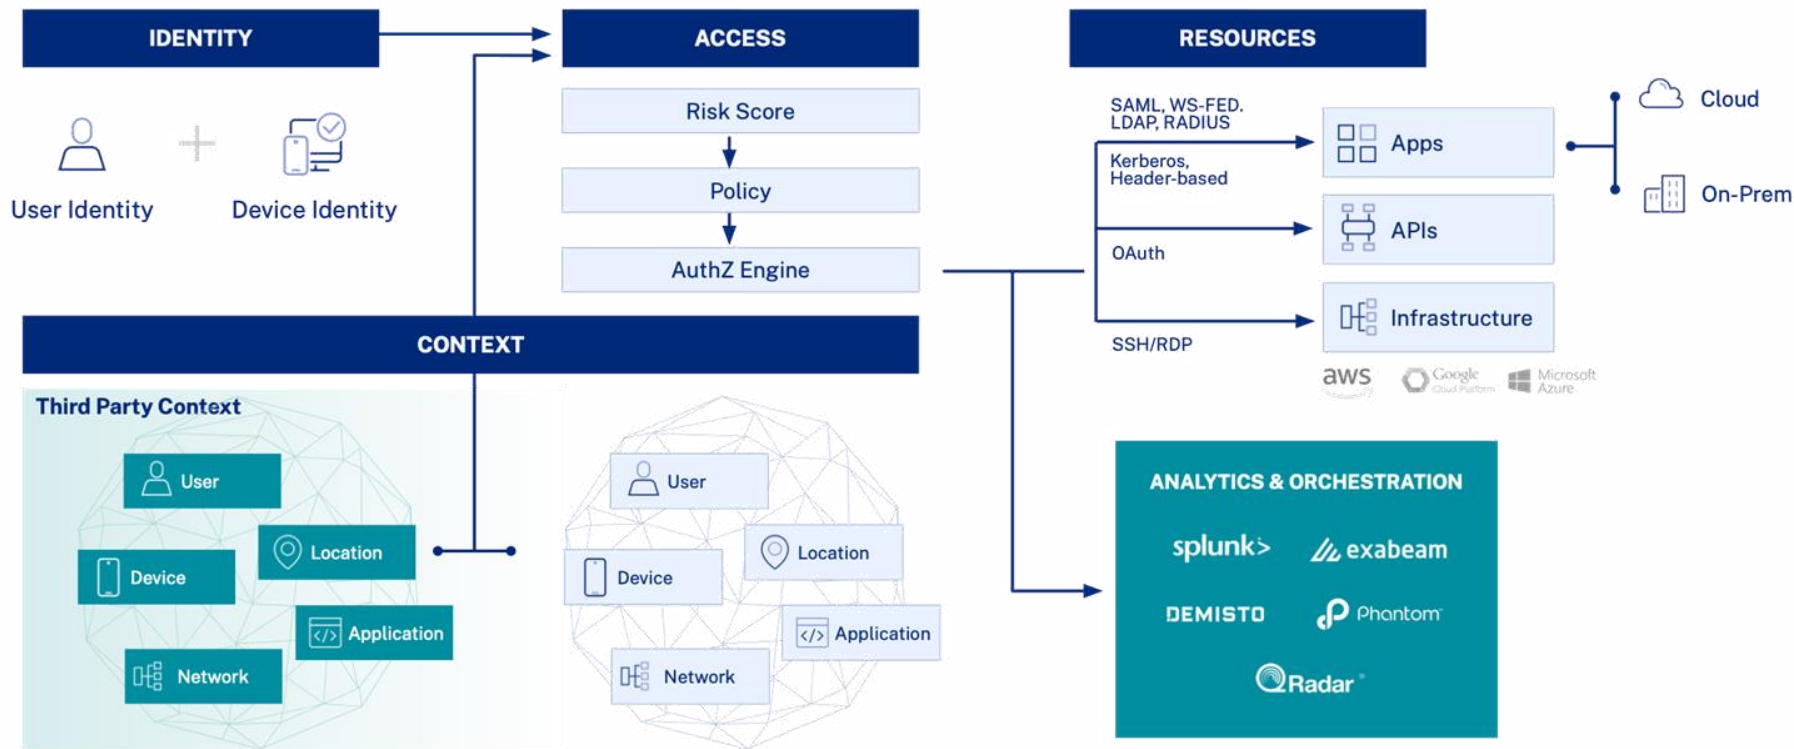 IDENTITY
User Identity
Device Identity
ACCESS
Risk Score
Policy
AuthZ Engine
CONTEXT
Third Party Context
User
Location
Device
Application
Network
User
Location
Device
Application
Network
RESOURCES
SAML, WS-FED.
LDAP, RADIUS
Kerberos,
Header-based
OAuth
SSH/RDP
Apps
APIs
Infrastructure
Cloud
On-Prem
aws
Google
Cloud Platform
Microsoft
Azure
ANALYTICS & ORCHESTRATION
splunk>
exabeam
DEMISTO
Phantom
QRadar